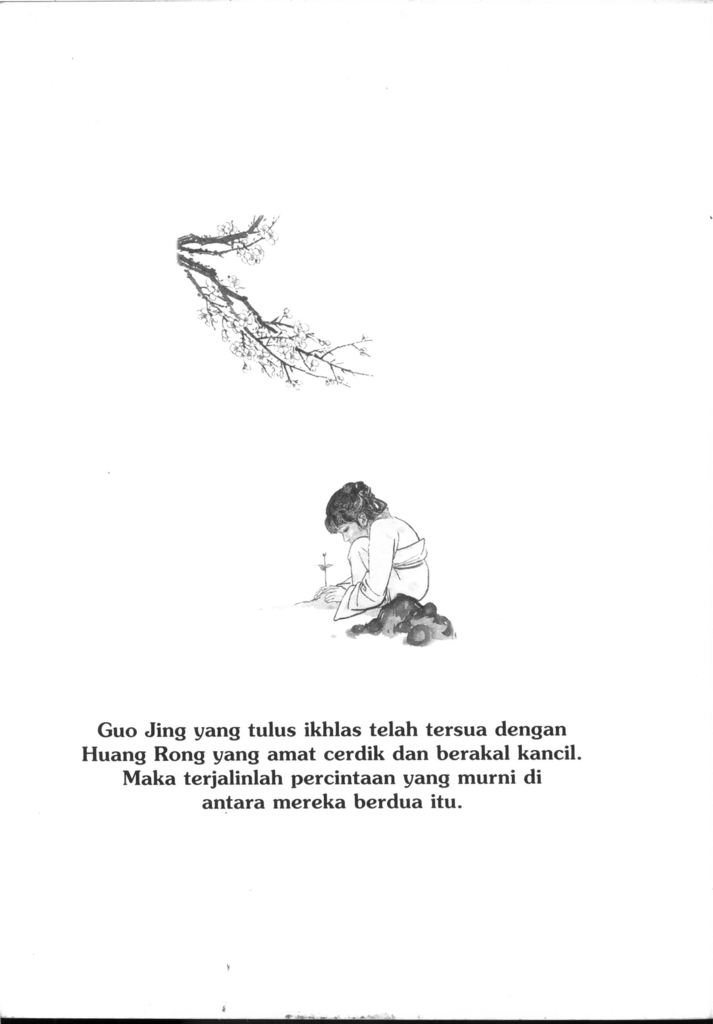 Guo Jing yang tulus ikhlas telah tersua dengan
Huang Rong yang amat cerdik dan berakal kancil.
Maka terjalinlah percintaan yang murni di
antara mereka berdua itu.